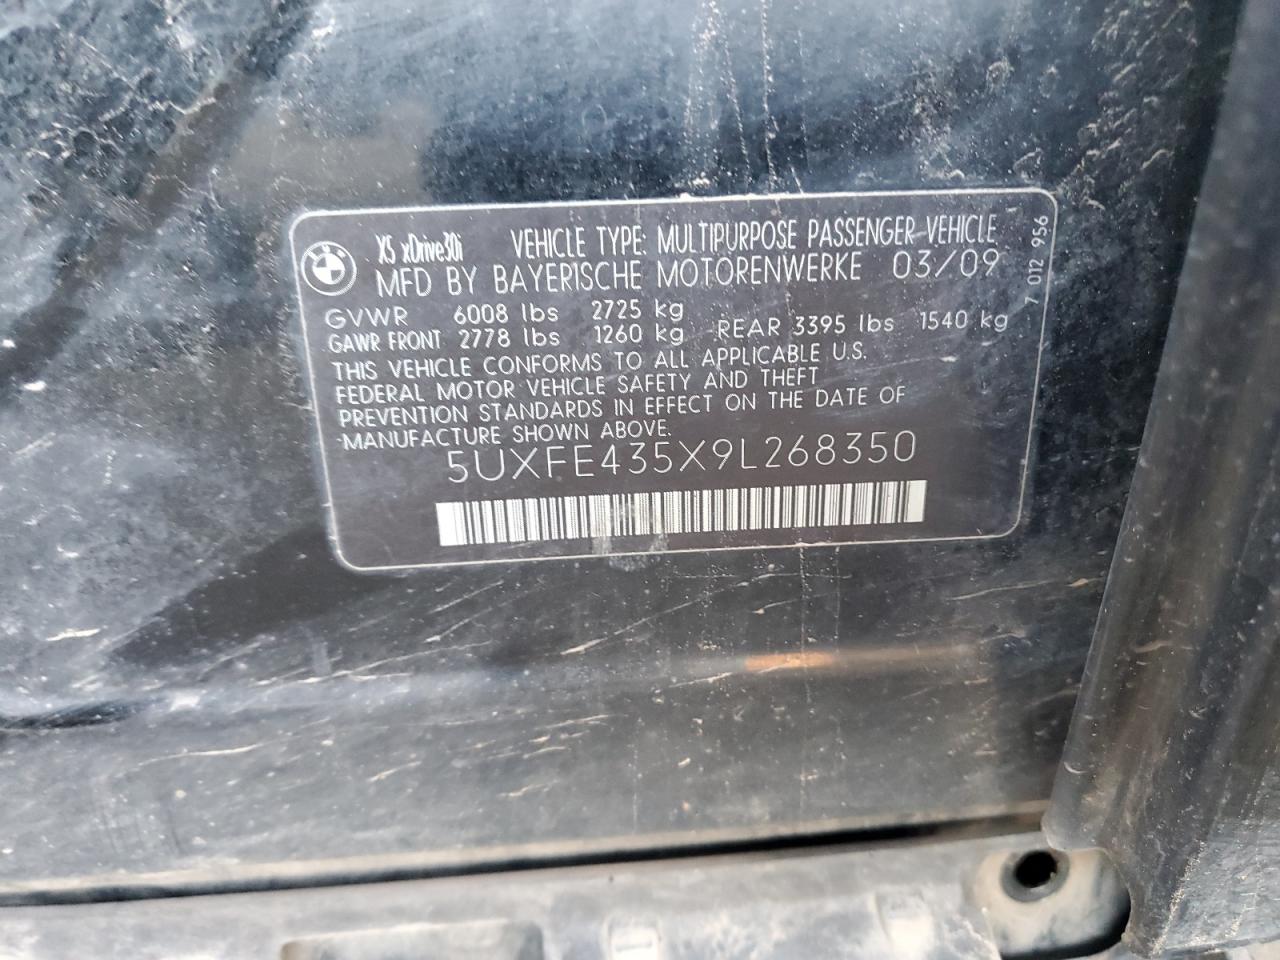 X5 xDrive30i VEHICLE TYPE: MULTIPURPOSE PASSENGER VEHICLE
MFD BY BAYERISCHE MOTORENWERKE 03/09
GVWR 6008 lbs 2725 kg
GAWR FRONT 2778 lbs 1260 kg REAR 3395 lbs 1540 kg
THIS VEHICLE CONFORMS TO ALL APPLICABLE U.S.
FEDERAL MOTOR VEHICLE SAFETY AND THEFT
PREVENTION STANDARDS IN EFFECT ON THE DATE OF
MANUFACTURE SHOWN ABOVE.
5UXFE435X9L268350
7 012 956